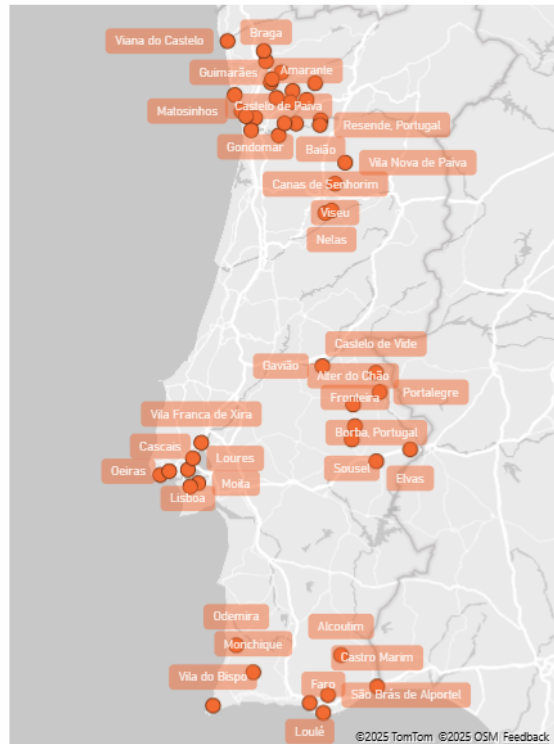 Braga
Viana do Castelo
Guimarães
Amarante
Matosinhos
Castelo de Paiva
Resende, Portugal
Gondomar
Baião
Vila Nova de Paiva
Canas de Senhorim
Viseu
Nelas
Castelo de Vide
Gavião
Alter do Chão
Fronteira
Portalegre
Vila Franca de Xira
Borba, Portugal
Cascais
Loures
Oeiras
Sousel
Moita
Elvas
Lisboa
Odemira
Alcoutim
Monchique
Castro Marim
Vila do Bispo
Faro
São Brás de Alportel
Loulé
©2025 TomTom ©2025 OSM Feedback